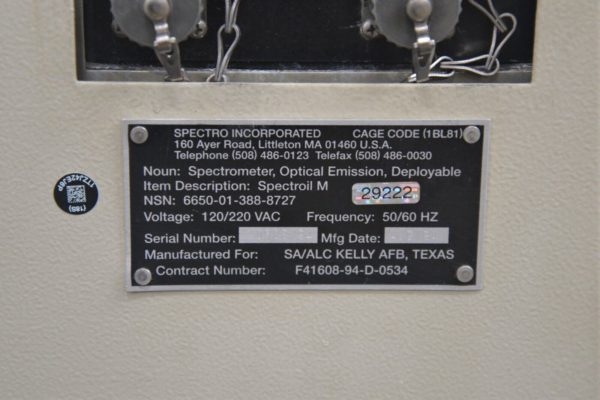 SPECTRO INCORPORATED CAGE CODE (1BL81)
160 Ayer Road, Littleton MA 01460 U.S.A.
Telephone (508) 486-0123 Telefax (508) 486-0030
Noun: Spectrometer, Optical Emission, Deployable
Item Description: Spectroil M
29222
NSN: 6650-01-388-8727
Voltage: 120/220 VAC Frequency: 50/60 HZ
Serial Number: Mfg Date:
Manufactured For: SA/ALC KELLY AFB, TEXAS
Contract Number: F41608-94-D-0534
(18S)